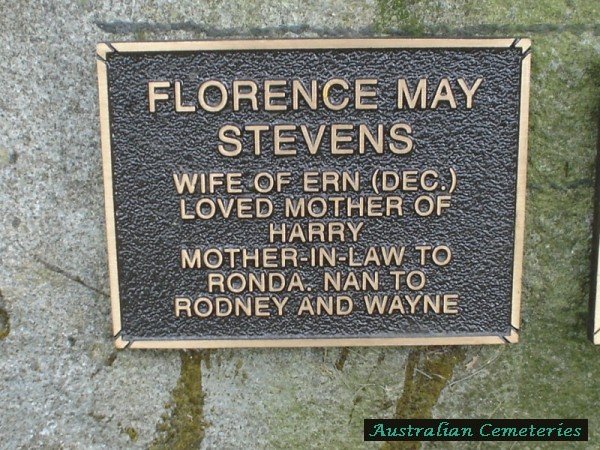 FLORENCE MAY
STEVENS
WIFE OF ERN (DEC.)
LOVED MOTHER OF
HARRY
MOTHER-IN-LAW TO
RONDA. NAN TO
RODNEY AND WAYNE
Australian Cemeteries